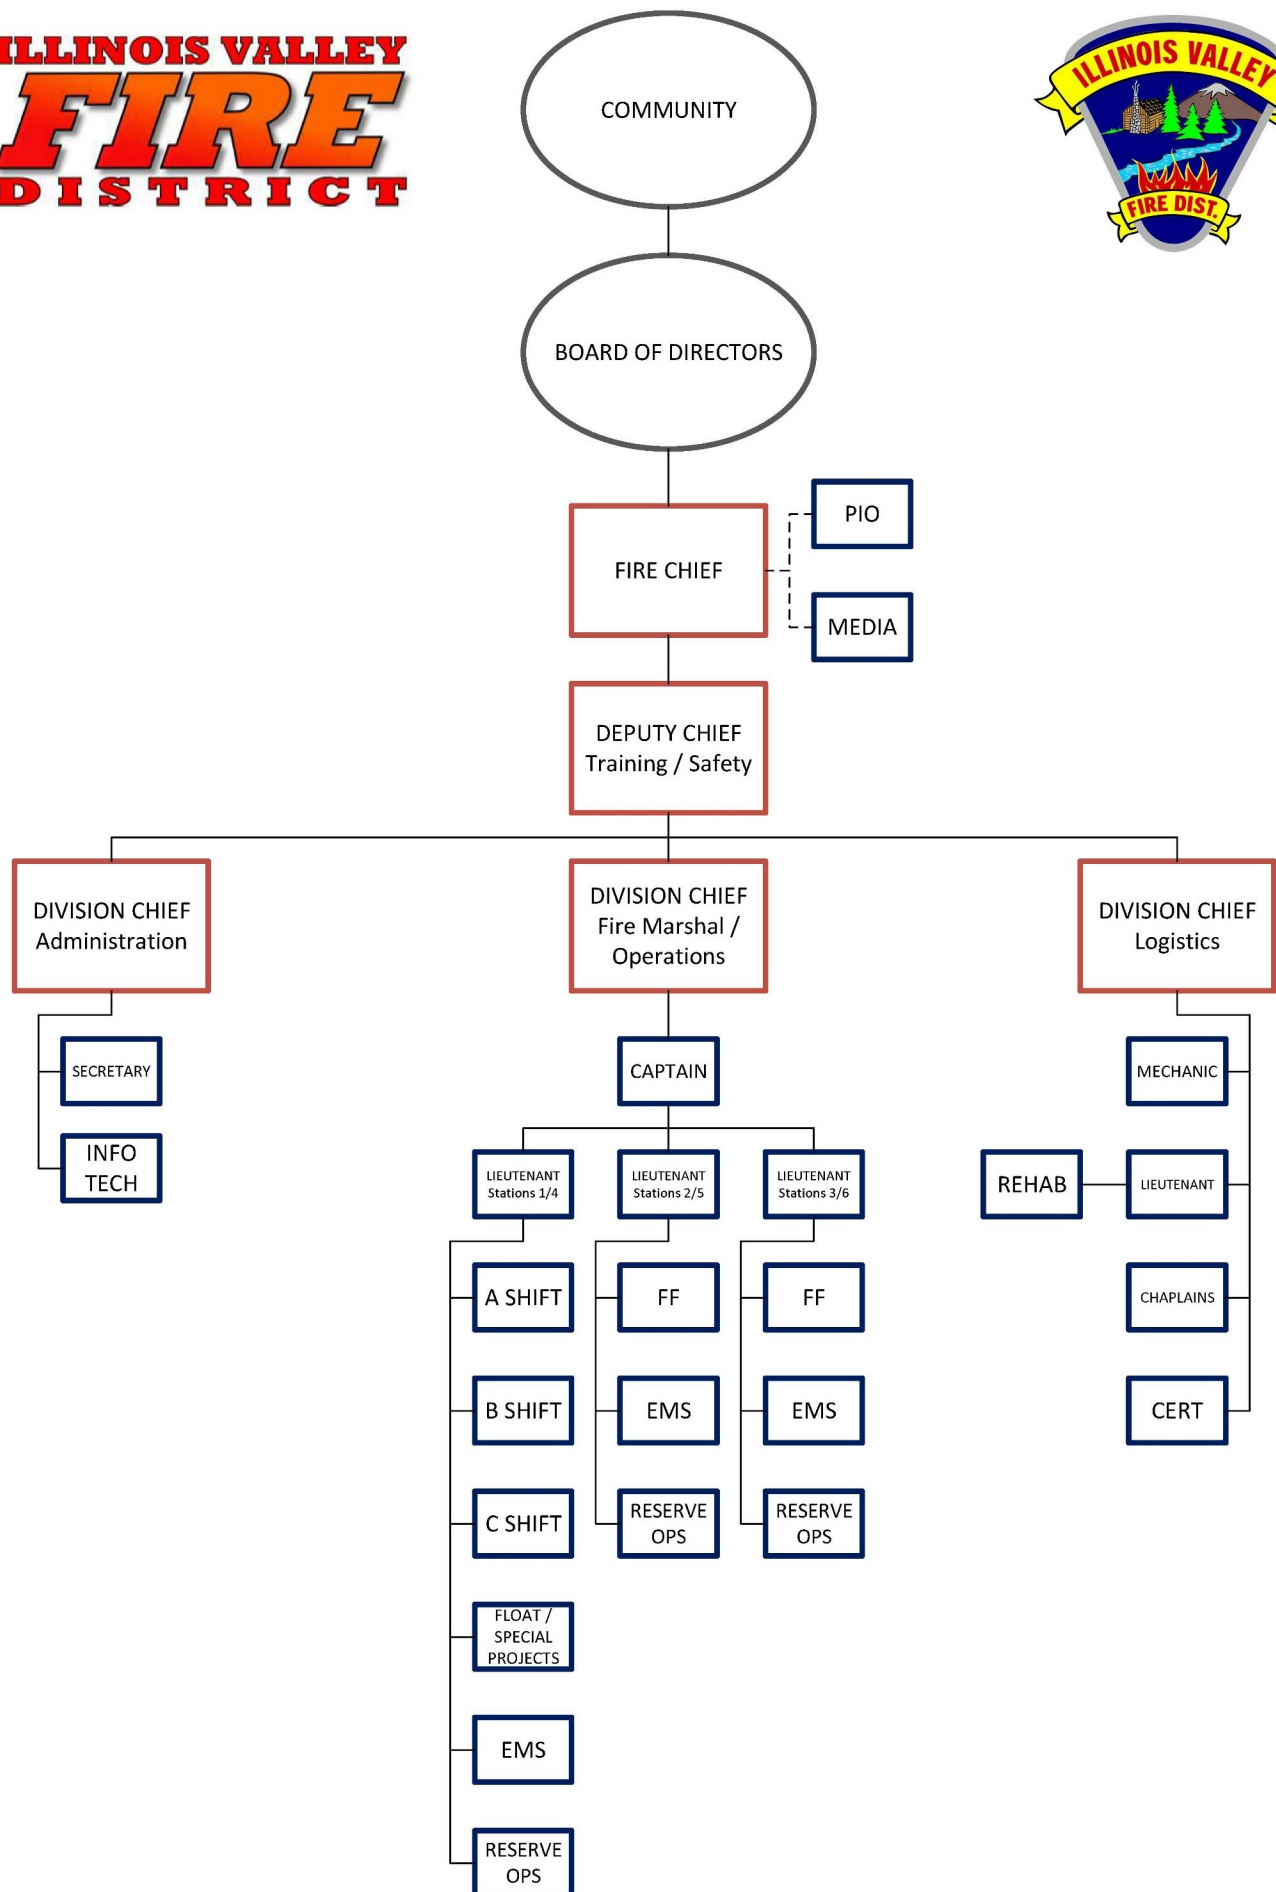 ILLINOIS VALLEY
FIRE
DISTRICT
ILLINOIS VALLEY
FIRE DIST.
COMMUNITY
BOARD OF DIRECTORS
FIRE CHIEF
PIO
MEDIA
DEPUTY CHIEF
Training / Safety
DIVISION CHIEF
Administration
SECRETARY
INFO
TECH
DIVISION CHIEF
Fire Marshal /
Operations
CAPTAIN
LIEUTENANT
Stations 1/4
A SHIFT
B SHIFT
C SHIFT
FLOAT /
SPECIAL
PROJECTS
EMS
RESERVE
OPS
LIEUTENANT
Stations 2/5
FF
EMS
RESERVE
OPS
LIEUTENANT
Stations 3/6
FF
EMS
RESERVE
OPS
DIVISION CHIEF
Logistics
MECHANIC
REHAB
LIEUTENANT
CHAPLAINS
CERT